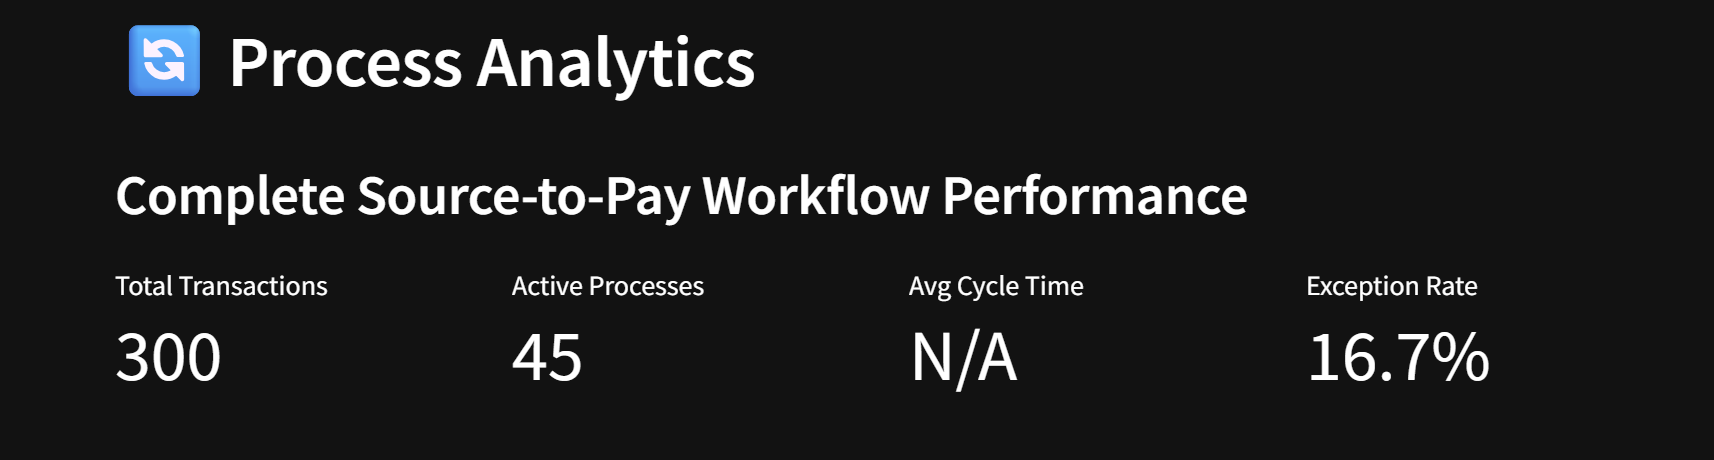 Process Analytics
Complete Source-to-Pay Workflow Performance
Total Transactions
300
Active Processes
45
Avg Cycle Time
N/A
Exception Rate
16.7%